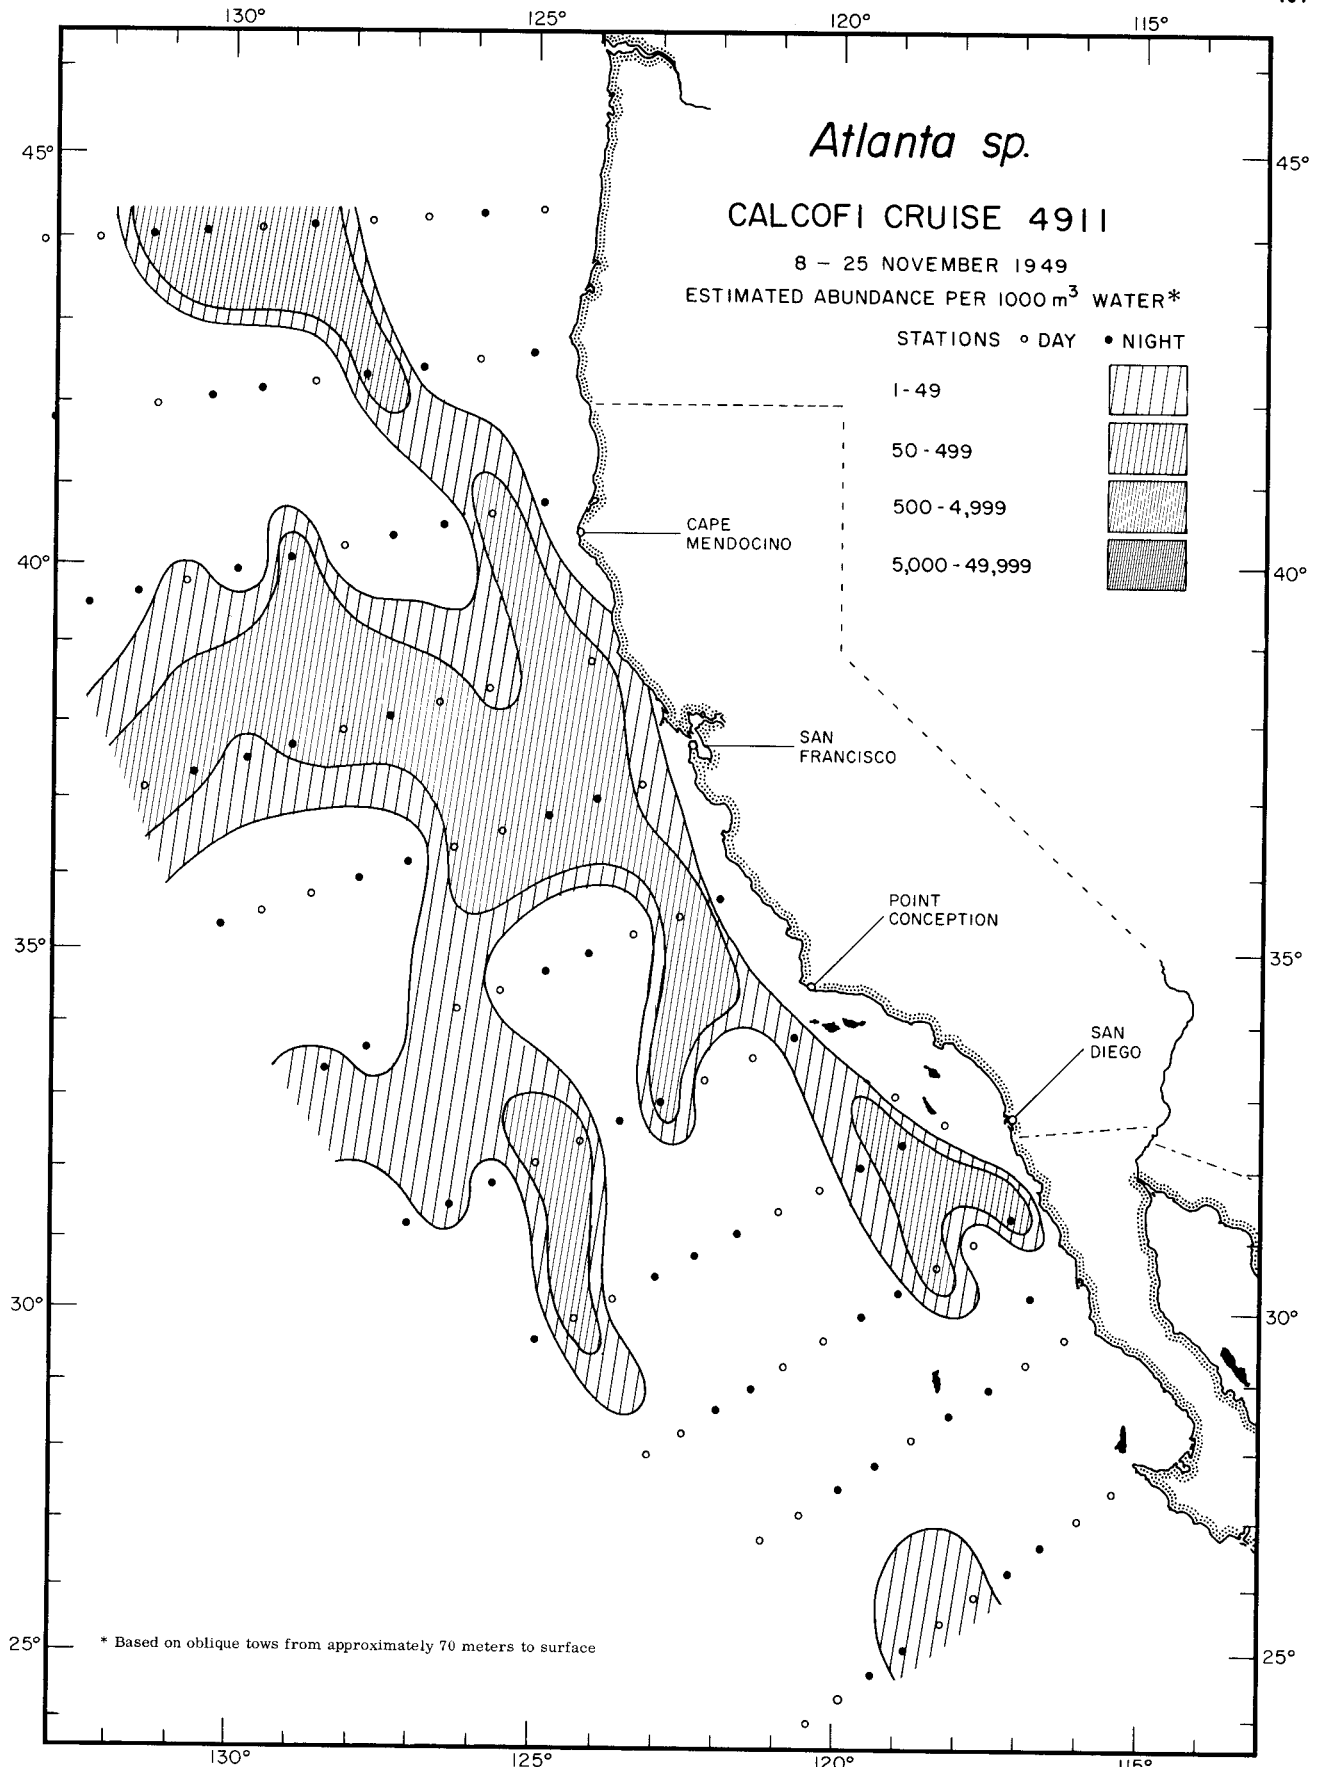 130°
125°
120°
115°
45°
45°
Atlanta sp.
CALCOFI CRUISE 4911
8 – 25 NOVEMBER 1949
ESTIMATED ABUNDANCE PER 1000 m³ WATER*
STATIONS ○ DAY ● NIGHT
1 - 49
50 - 499
500 - 4,999
5,000 - 49,999
CAPE
MENDOCINO
40°
40°
SAN
FRANCISCO
POINT
CONCEPTION
35°
35°
SAN
DIEGO
30°
30°
25°
25°
* Based on oblique tows from approximately 70 meters to surface
130°
125°
120°
115°